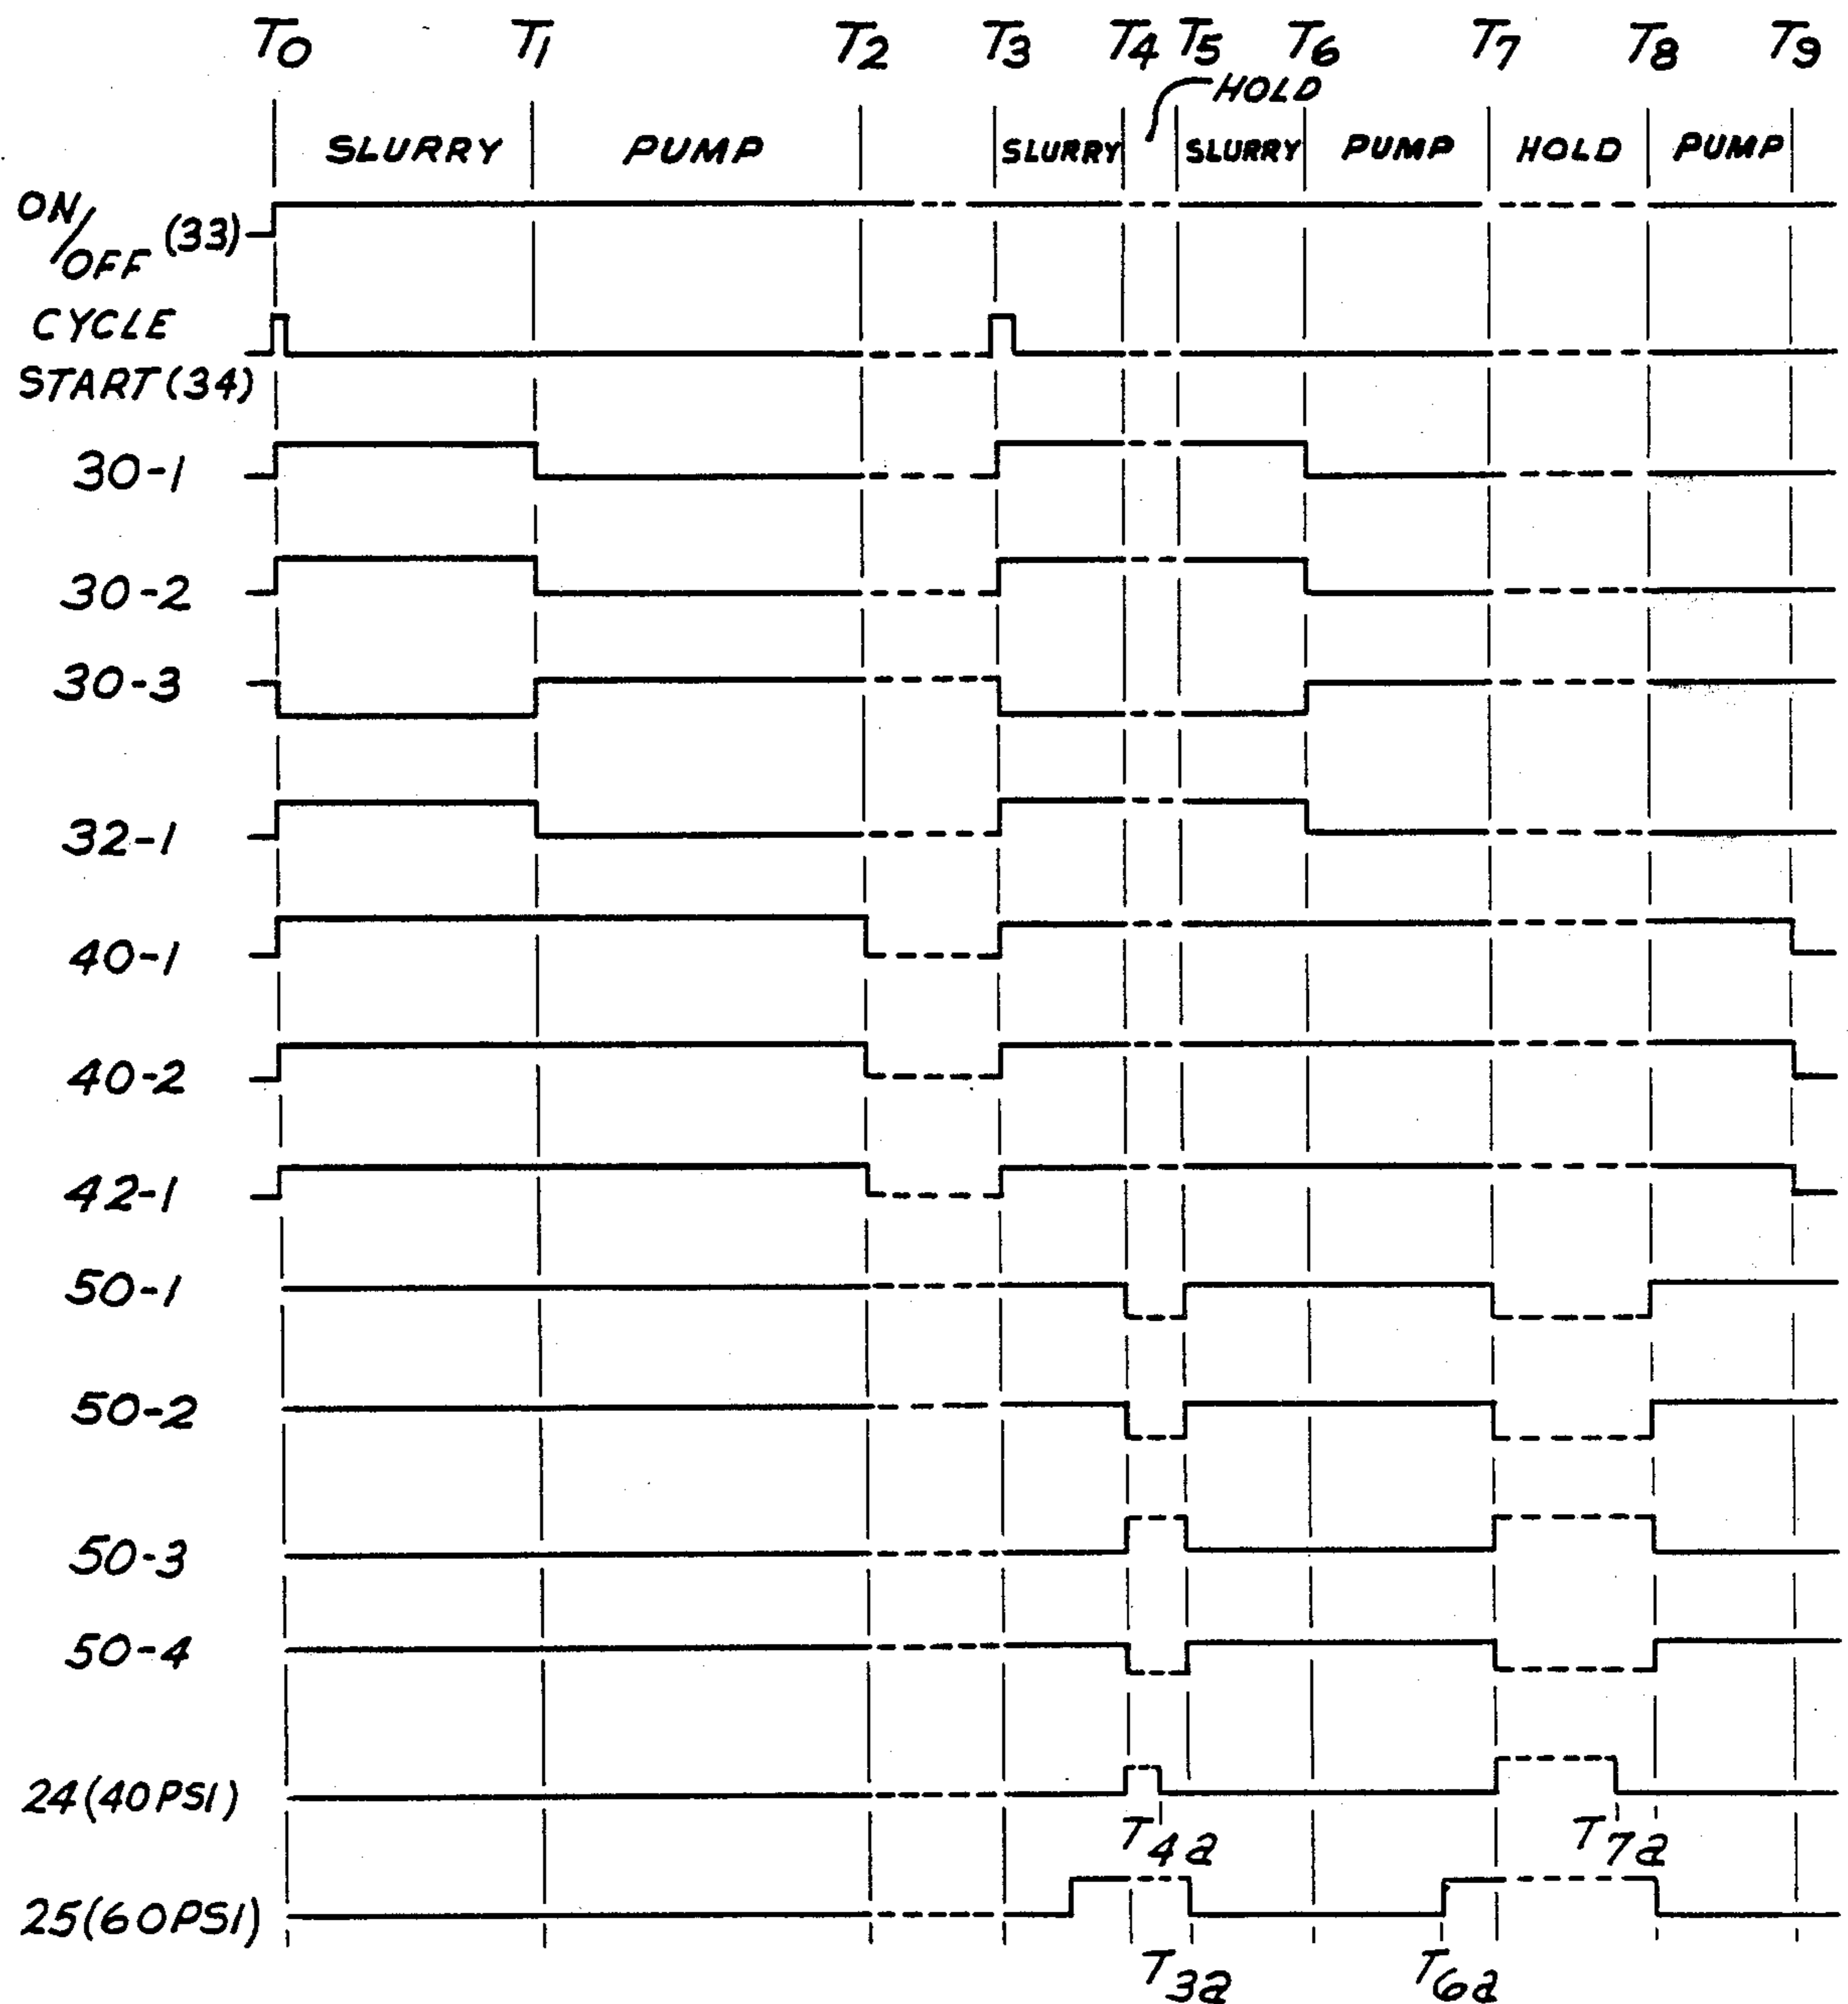 T0 T1 T2 T3 T4 T5 T6 T7 T8 T9
HOLD
SLURRY PUMP SLURRY SLURRY PUMP HOLD PUMP
ON/OFF (33)
CYCLE
START (34)
30-1
30-2
30-3
32-1
40-1
40-2
42-1
50-1
50-2
50-3
50-4
24 (40 PSI)
T4a T7a
25 (60 PSI)
T3a T6a